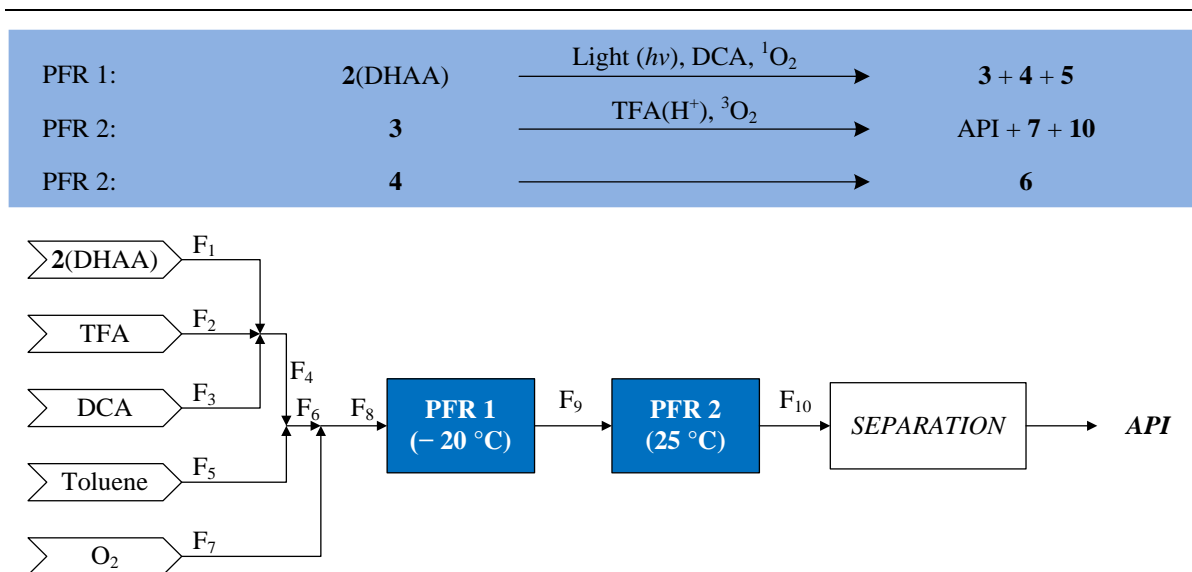 PFR 1: 2(DHAA) Light (hν), DCA, ¹O₂ 3 + 4 + 5
PFR 2: 3 TFA(H⁺), ³O₂ API + 7 + 10
PFR 2: 4 6
2(DHAA) F₁
TFA F₂
DCA F₃
F₄
Toluene F₅
F₆
O₂ F₇
F₈
PFR 1
(− 20 °C)
F₉
PFR 2
(25 °C)
F₁₀
SEPARATION
API